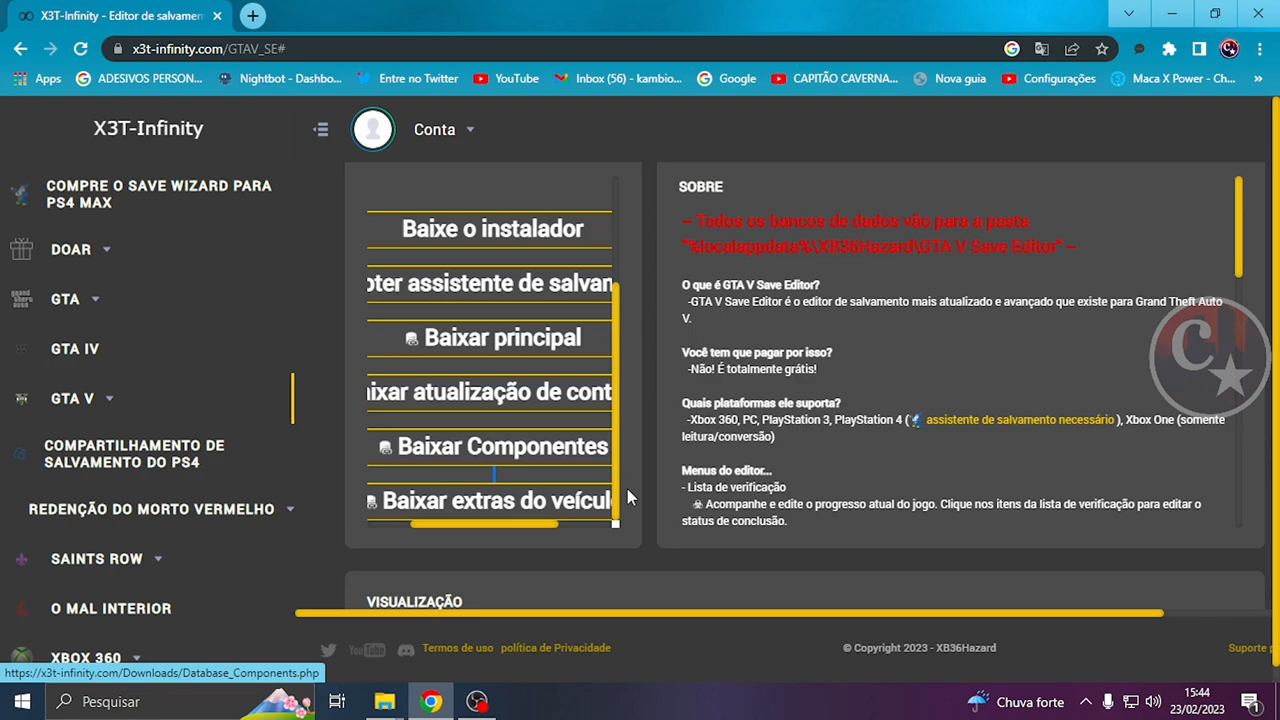 X3T-Infinity - Editor de salvamen
x3t-infinity.com/GTAV_SE#
Apps
ADESIVOS PERSON...
Nightbot - Dashbo...
Entre no Twitter
YouTube
Inbox (56) - kambio...
Google
CAPITÃO CAVERNA...
Nova guia
Configurações
Maca X Power - Ch...
»
X3T-Infinity
Conta
COMPRE O SAVE WIZARD PARA
PS4 MAX
DOAR
GTA
GTA IV
GTA V
COMPARTILHAMENTO DE
SALVAMENTO DO PS4
REDENÇÃO DO MORTO VERMELHO
SAINTS ROW
O MAL INTERIOR
XBOX 360
Baixe o instalador
oter assistente de salvan
Baixar principal
aixar atualização de cont
Baixar Componentes
Baixar extras do veícul
SOBRE
-- Todos os bancos de dados vão para a pasta
"%localappdata%\XB36Hazard\GTA V Save Editor" --
O que é GTA V Save Editor?
-GTA V Save Editor é o editor de salvamento mais atualizado e avançado que existe para Grand Theft Auto
V.
Você tem que pagar por isso?
-Não! É totalmente grátis!
Quais plataformas ele suporta?
-Xbox 360, PC, PlayStation 3, PlayStation 4 ( assistente de salvamento necessário ), Xbox One (somente
leitura/conversão)
Menus do editor...
- Lista de verificação
Acompanhe e edite o progresso atual do jogo. Clique nos itens da lista de verificação para editar o
status de conclusão.
C
VISUALIZAÇÃO
YouTube
Termos de uso política de Privacidade
© Copyright 2023 - XB36Hazard
Suporte p
https://x3t-infinity.com/Downloads/Database_Components.php
Pesquisar
Chuva forte
15:44
23/02/2023
1